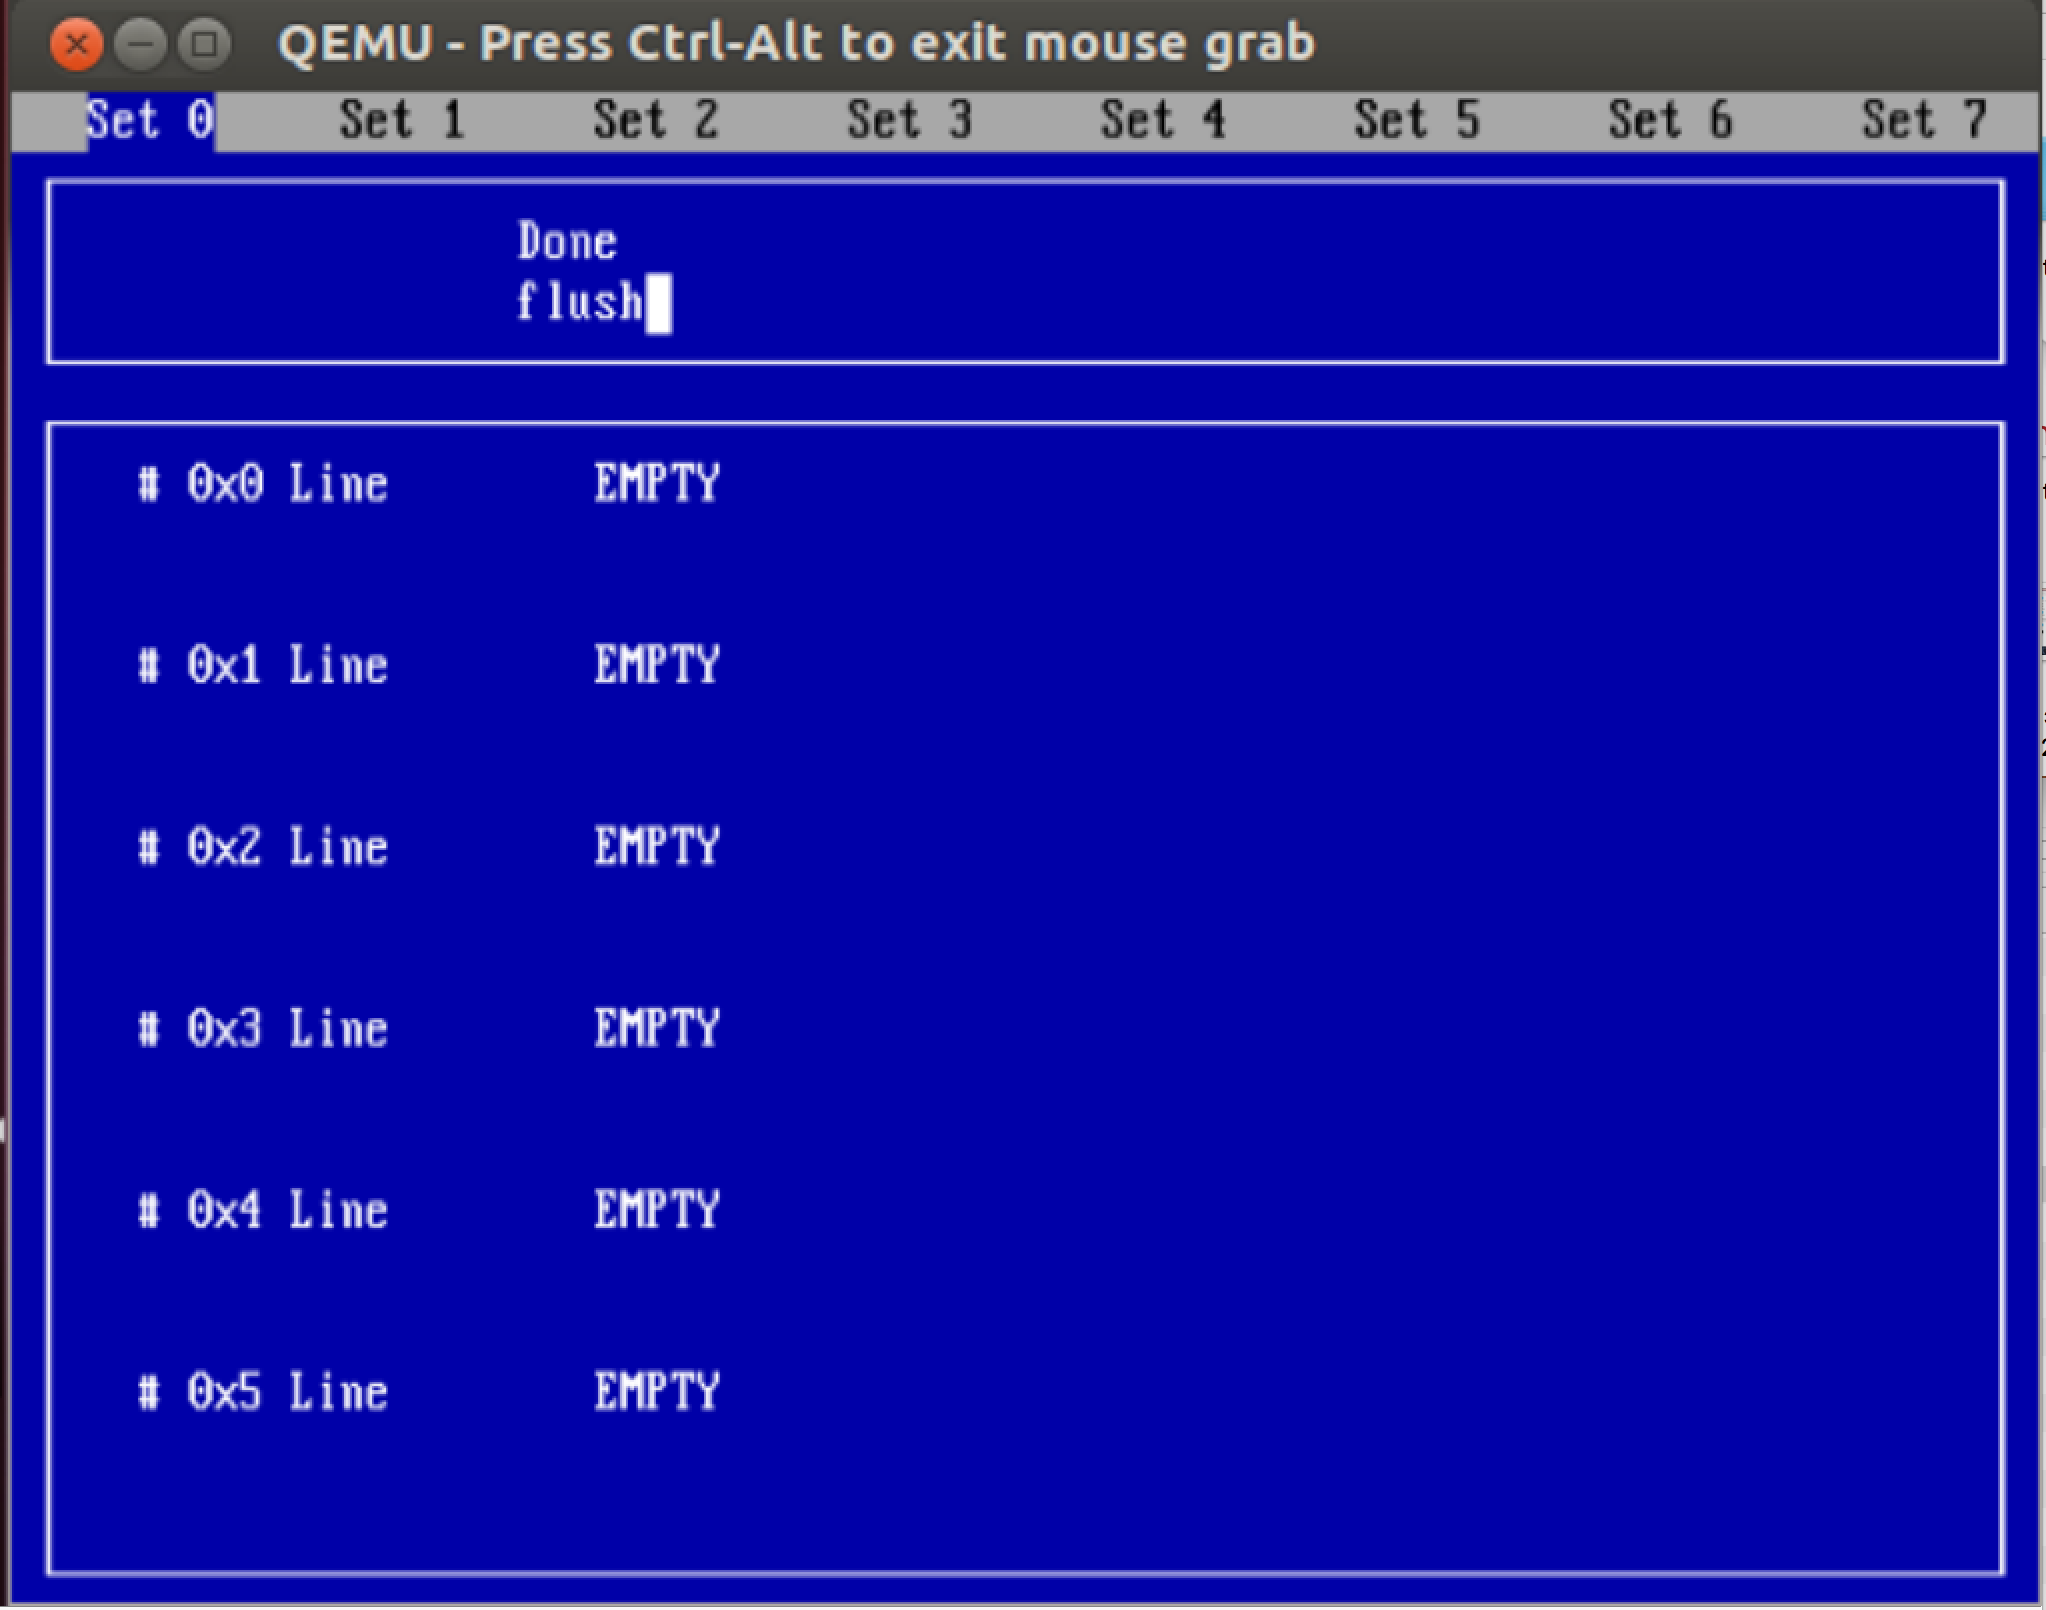 QEMU - Press Ctrl-Alt to exit mouse grab
Set 0 Set 1 Set 2 Set 3 Set 4 Set 5 Set 6 Set 7
Done
flush
# 0x0 Line EMPTY
# 0x1 Line EMPTY
# 0x2 Line EMPTY
# 0x3 Line EMPTY
# 0x4 Line EMPTY
# 0x5 Line EMPTY